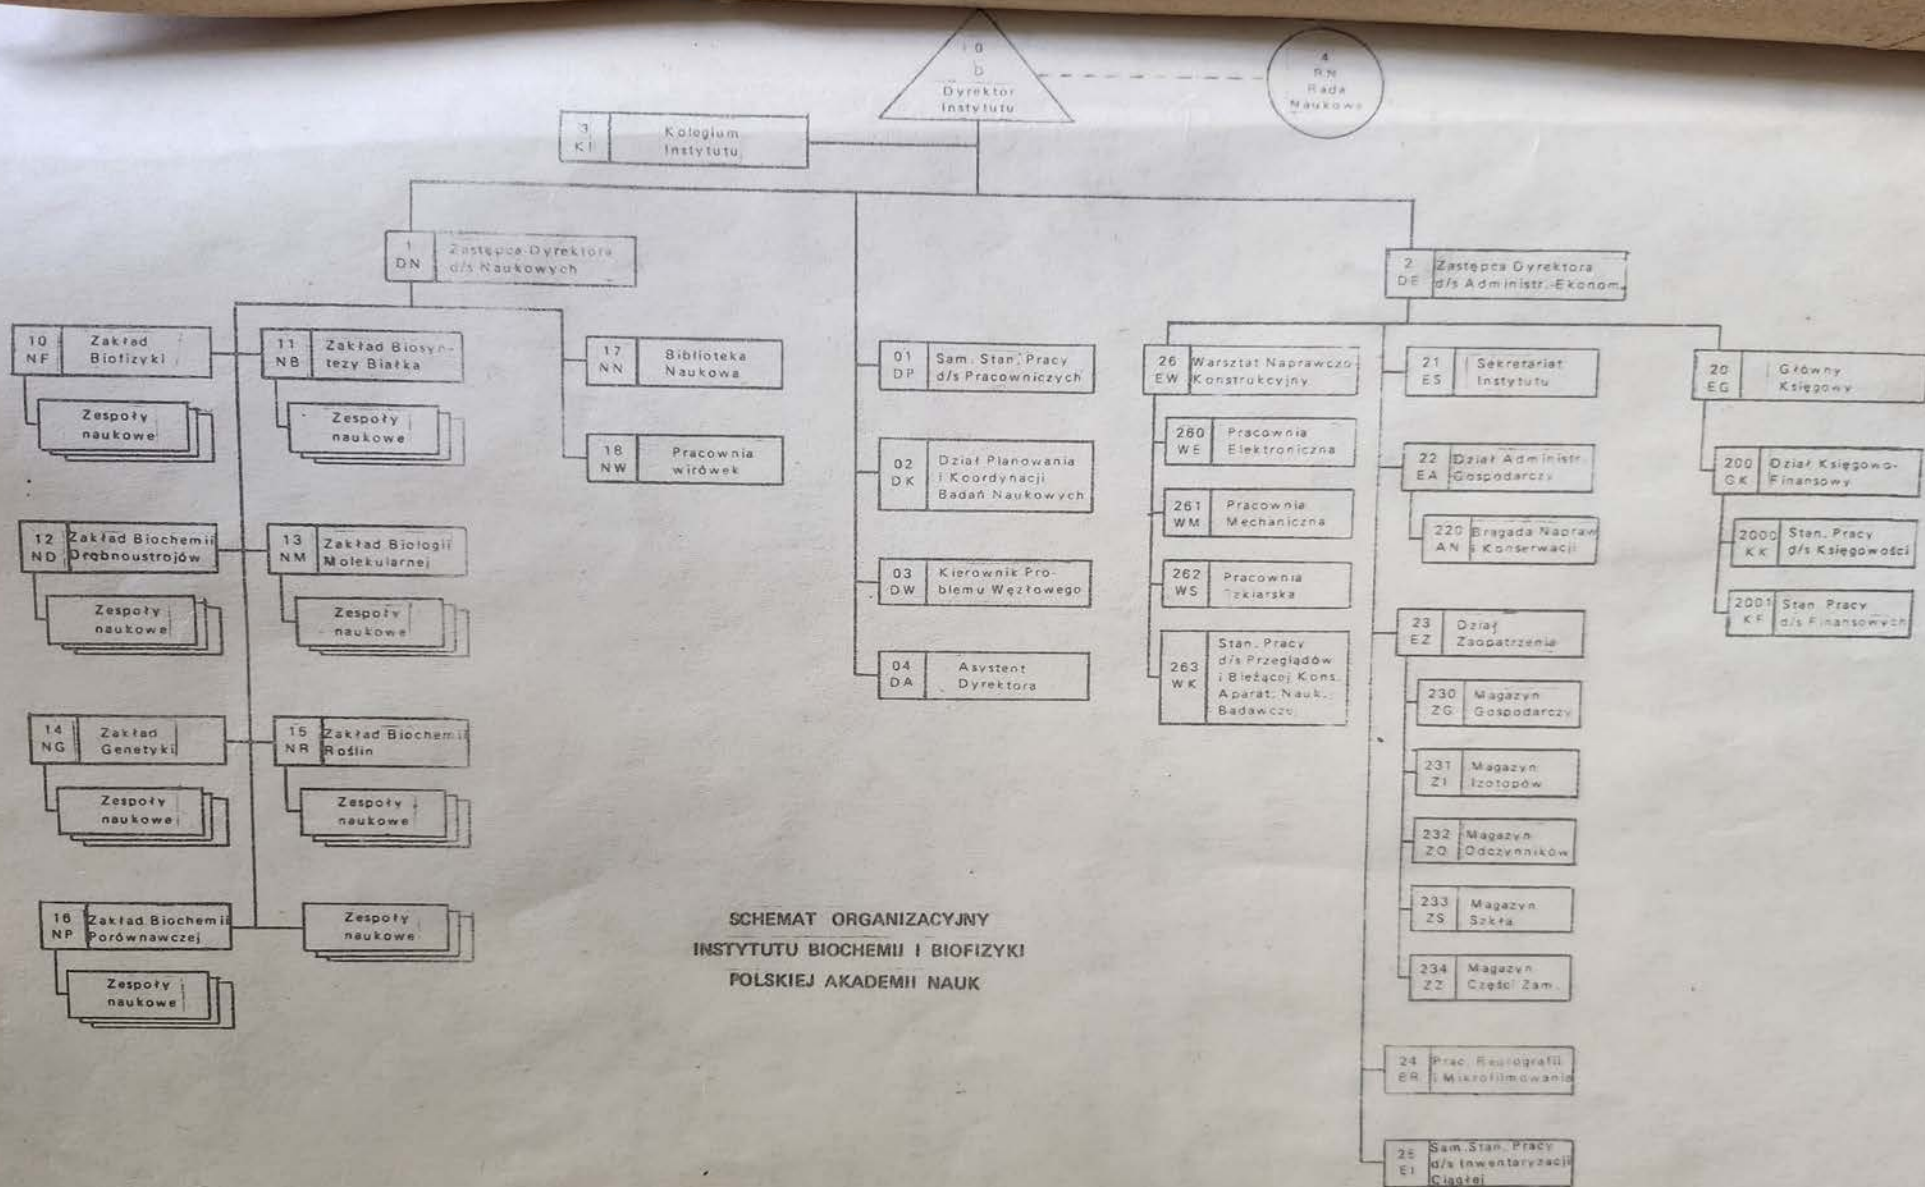 0
D
Dyrektor
Instytutu
4
RN
Rada
Naukowa
3
KI
Kolegium
Instytutu
1
DN
Zastępca Dyrektora
d/s Naukowych
2
DE
Zastępca Dyrektora
d/s Administr.-Ekonom.
10
NF
Zakład
Biofizyki
Zespoły
naukowe
11
NB
Zakład Biosyn-
tezy Białka
Zespoły
naukowe
12
ND
Zakład Biochemii
Drobnoustrojów
Zespoły
naukowe
13
NM
Zakład Biologii
Molekularnej
Zespoły
naukowe
14
NG
Zakład
Genetyki
Zespoły
naukowe
15
NR
Zakład Biochemii
Roślin
Zespoły
naukowe
16
NP
Zakład Biochemii
Porównawczej
Zespoły
naukowe
Zespoły
naukowe
17
NN
Biblioteka
Naukowa
18
NW
Pracownia
wirówek
01
DP
Sam. Stan. Pracy
d/s Pracowniczych
02
DK
Dział Planowania
i Koordynacji
Badań Naukowych
03
DW
Kierownik Pro-
blemu Węzłowego
04
DA
Asystent
Dyrektora
26
EW
Warsztat Naprawczo
Konstrukcyjny
260
WE
Pracownia
Elektroniczna
261
WM
Pracownia
Mechaniczna
262
WS
Pracownia
263
WK
Stan. Pracy
d/s Przeglądów
i Bieżącej Kons.
Aparat. Nauk.
Badawcze
21
ES
Sekretariat
Instytutu
22
EA
Dział Administr.
Gospodarczy
220
AN
Brygada Napraw
i Konserwacji
23
EZ
Dział
Zaopatrzenia
230
ZG
Magazyn
Gospodarczy
231
ZI
Magazyn
Izotopów
232
ZO
Magazyn
Odczynników
233
ZS
Magazyn
Szkła
234
ZZ
Magazyn
Części Zam.
24
ER
Prac. Reprografii
i Mikrofilmowania
25
EI
Sam. Stan. Pracy
d/s Inwentaryzacji
Ciągłej
20
EG
Główny
Księgowy
200
GK
Dział Księgowo-
Finansowy
2000
KK
Stan. Pracy
d/s Księgowości
2001
KF
Stan. Pracy
d/s Finansowych
SCHEMAT ORGANIZACYJNY
INSTYTUTU BIOCHEMII I BIOFIZYKI
POLSKIEJ AKADEMII NAUK